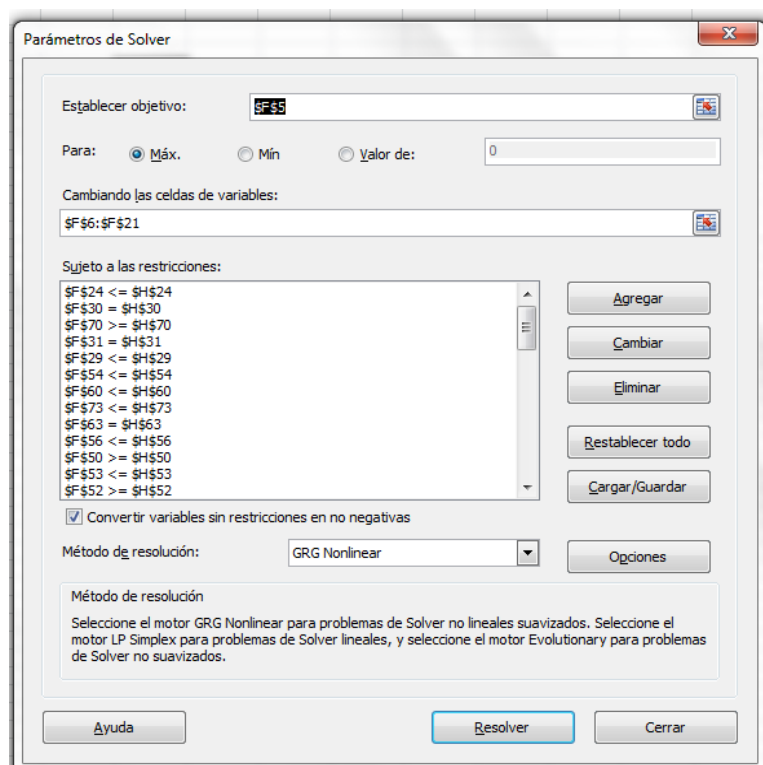 Parámetros de Solver
X
Establecer objetivo: $F$5
Para: Máx. Mín Valor de: 0
Cambiando las celdas de variables:
$F$6:$F$21
Sujeto a las restricciones:
$F$24 <= $H$24
$F$30 = $H$30
$F$70 >= $H$70
$F$31 = $H$31
$F$29 <= $H$29
$F$54 <= $H$54
$F$60 <= $H$60
$F$73 <= $H$73
$F$63 = $H$63
$F$56 <= $H$56
$F$50 >= $H$50
$F$53 <= $H$53
$F$52 >= $H$52
Agregar
Cambiar
Eliminar
Restablecer todo
Cargar/Guardar
Convertir variables sin restricciones en no negativas
Método de resolución: GRG Nonlinear Opciones
Método de resolución
Seleccione el motor GRG Nonlinear para problemas de Solver no lineales suavizados. Seleccione el
motor LP Simplex para problemas de Solver lineales, y seleccione el motor Evolutionary para problemas
de Solver no suavizados.
Ayuda Resolver Cerrar